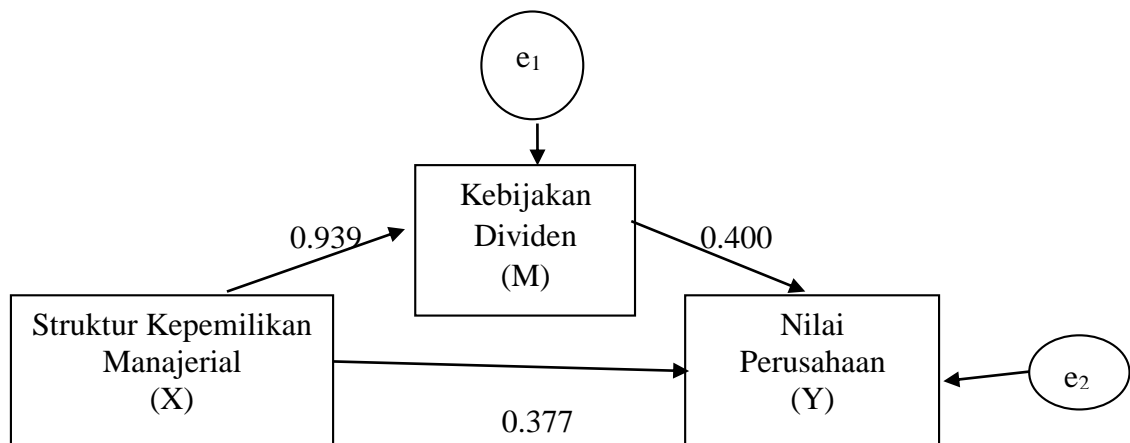 e1
Kebijakan
Dividen
(M)
0.939
0.400
Struktur Kepemilikan
Manajerial
(X)
Nilai
Perusahaan
(Y)
e2
0.377